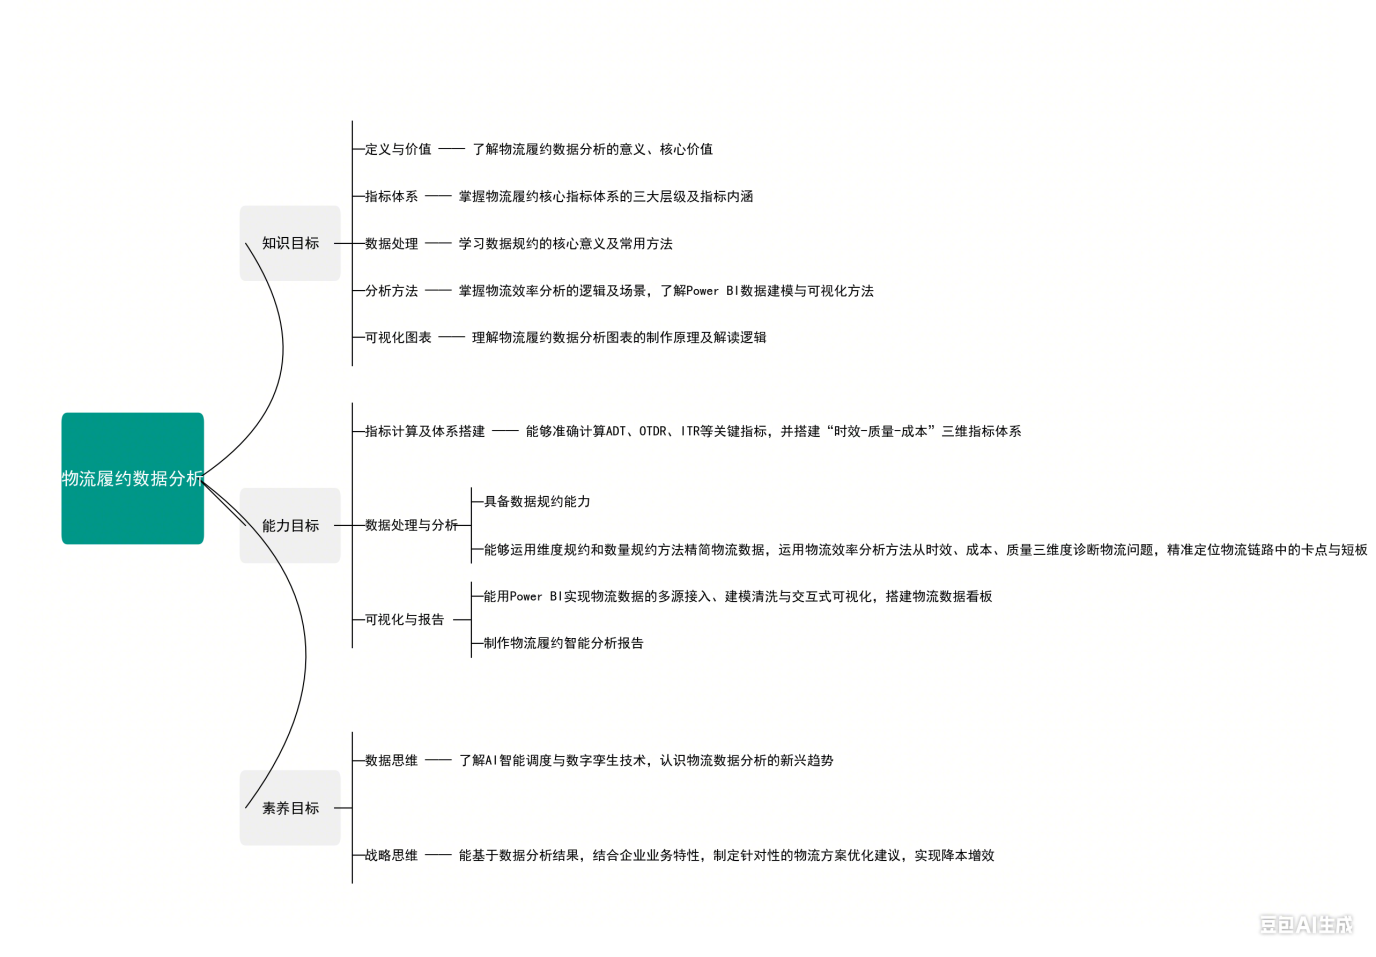 物流履约数据分析
知识目标
定义与价值 —— 了解物流履约数据分析的意义、核心价值
指标体系 —— 掌握物流履约核心指标体系的三大层级及指标内涵
数据处理 —— 学习数据规约的核心意义及常用方法
分析方法 —— 掌握物流效率分析的逻辑及场景，了解Power BI数据建模与可视化方法
可视化图表 —— 理解物流履约数据分析图表的制作原理及解读逻辑
能力目标
指标计算及体系搭建 —— 能够准确计算ADT、OTDR、ITR等关键指标，并搭建“时效-质量-成本”三维指标体系
数据处理与分析
具备数据规约能力
能够运用维度规约和数量规约方法精简物流数据，运用物流效率分析方法从时效、成本、质量三维度诊断物流问题，精准定位物流链路中的卡点与短板
可视化与报告
能用Power BI实现物流数据的多源接入、建模清洗与交互式可视化，搭建物流数据看板
制作物流履约智能分析报告
素养目标
数据思维 —— 了解AI智能调度与数字孪生技术，认识物流数据分析的新兴趋势
战略思维 —— 能基于数据分析结果，结合企业业务特性，制定针对性的物流方案优化建议，实现降本增效
豆包AI生成